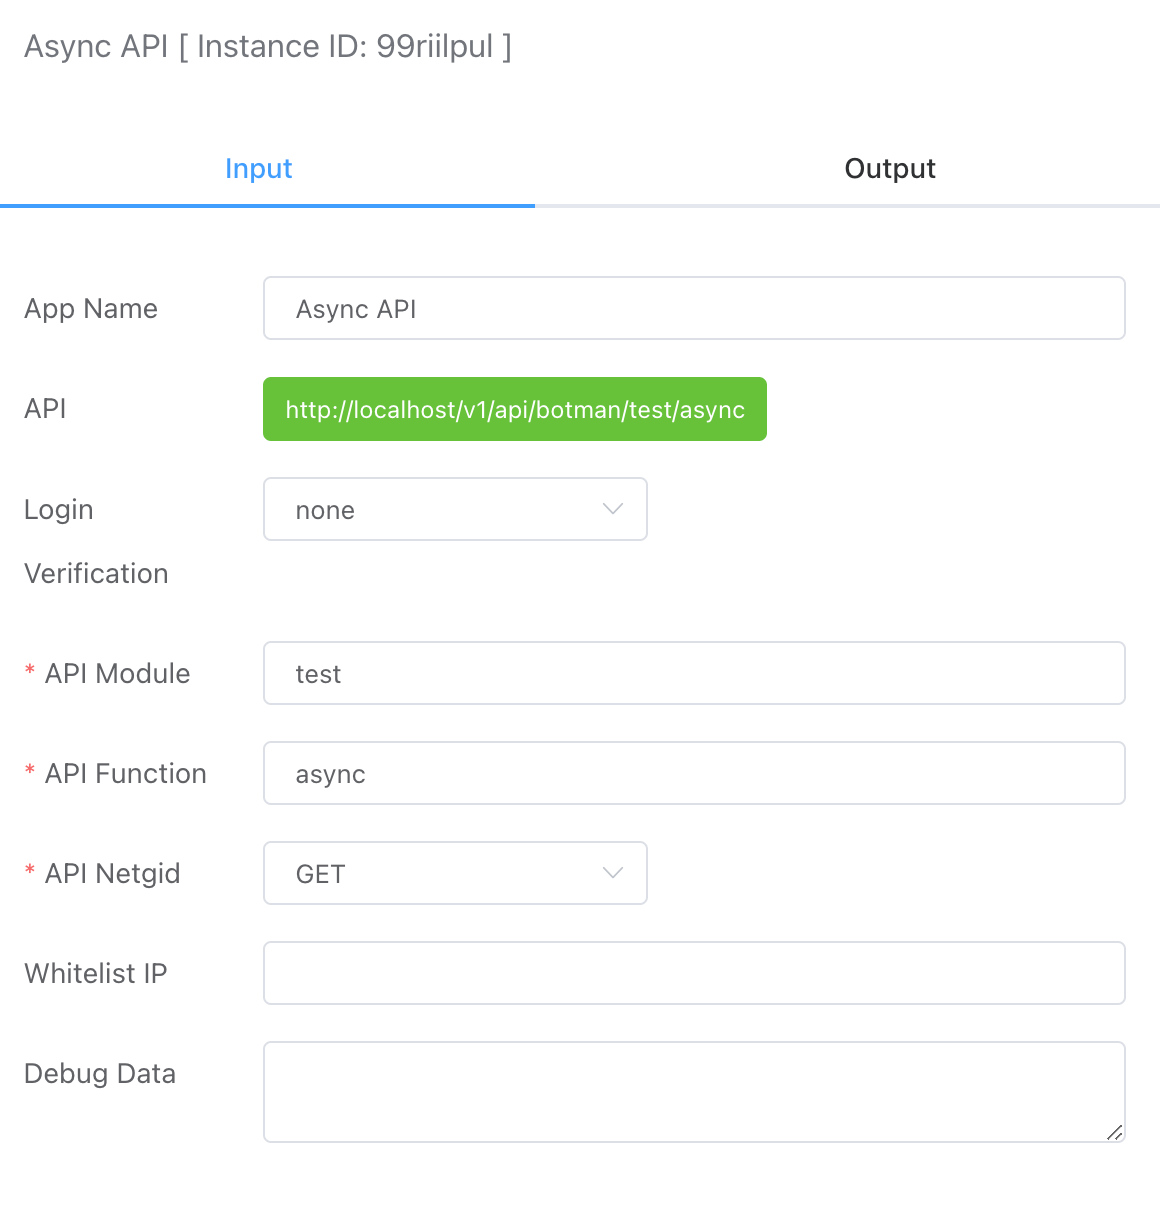 Async API [ Instance ID: 99riilpul ]
Input
Output
App Name
Async API
API
http://localhost/v1/api/botman/test/async
Login
Verification
none
* API Module
test
* API Function
async
* API Netgid
GET
Whitelist IP
Debug Data